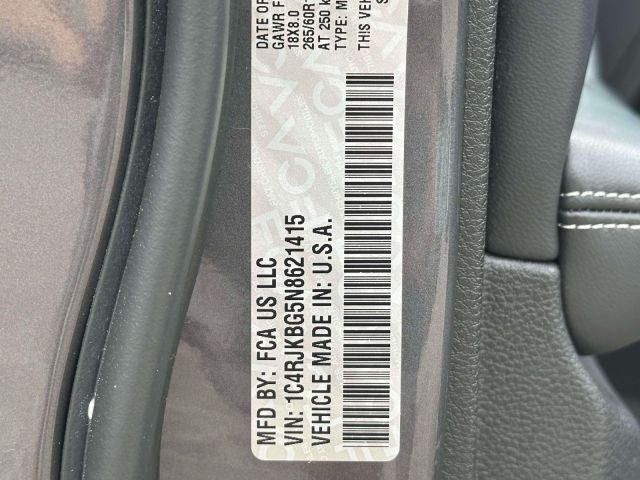 MFD BY: FCA US LLC
VIN: 1C4RJKBG5N8621415
VEHICLE MADE IN: U.S.A.
DATE OF
GAWR F
18X8.0
265/60R
AT 250 k
THIS VEH
TYPE: M